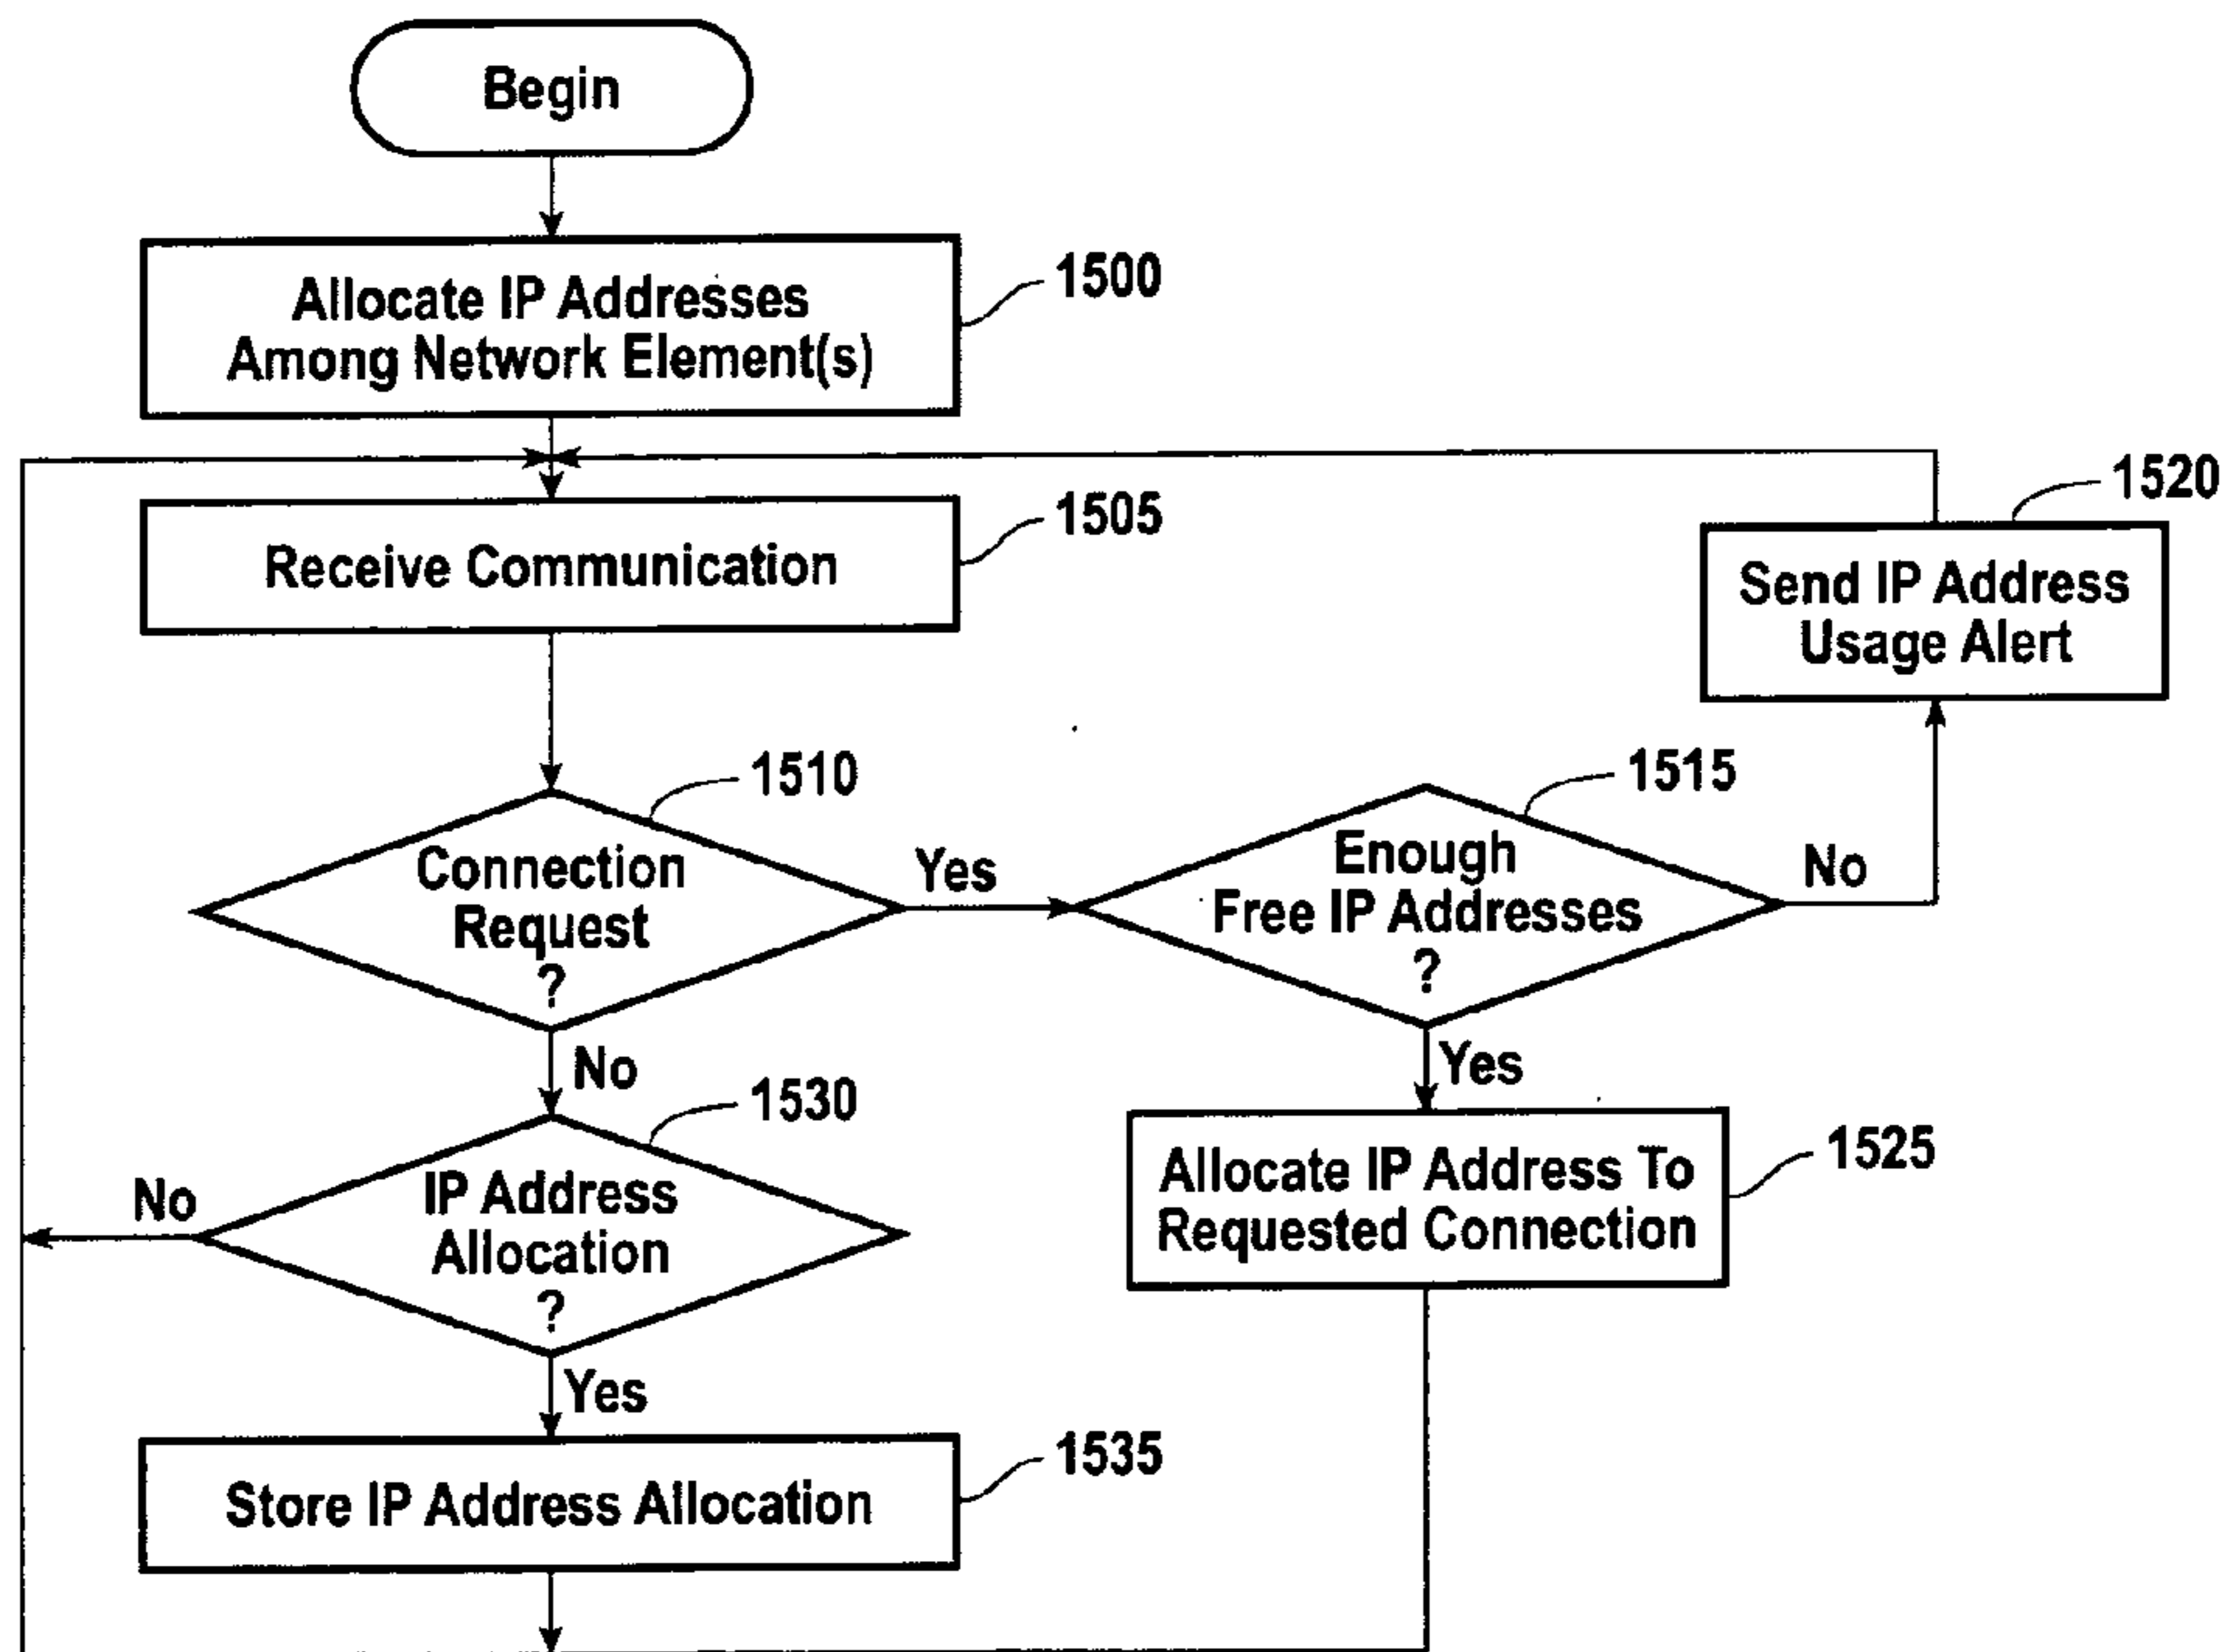 Begin
Allocate IP Addresses
Among Network Element(s)
1500
Receive Communication
1505
Send IP Address
Usage Alert
1520
Connection
Request
?
1510
Yes
Enough
Free IP Addresses
?
1515
No
No
Yes
IP Address
Allocation
?
1530
No
Allocate IP Address To
Requested Connection
1525
Yes
Store IP Address Allocation
1535